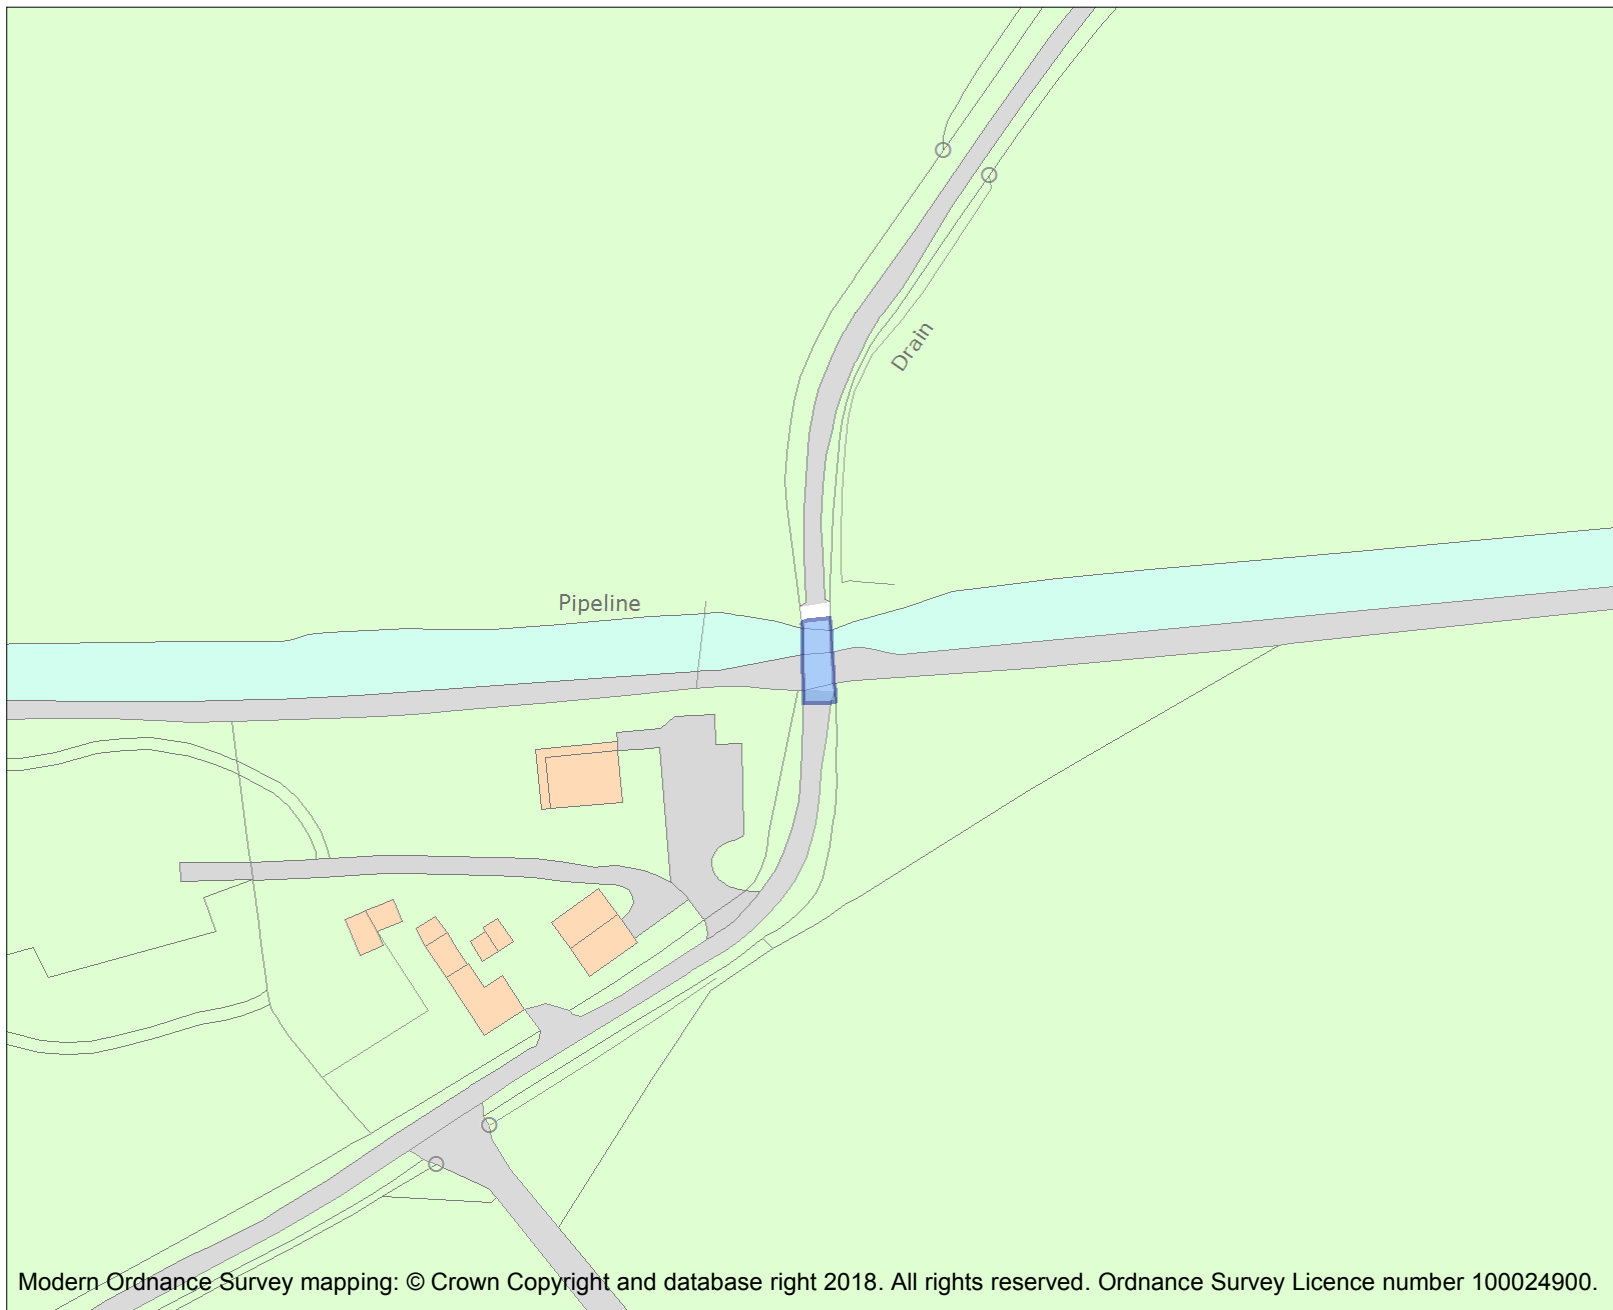 Drain
Pipeline
Modern Ordnance Survey mapping: © Crown Copyright and database right 2018. All rights reserved. Ordnance Survey Licence number 100024900.